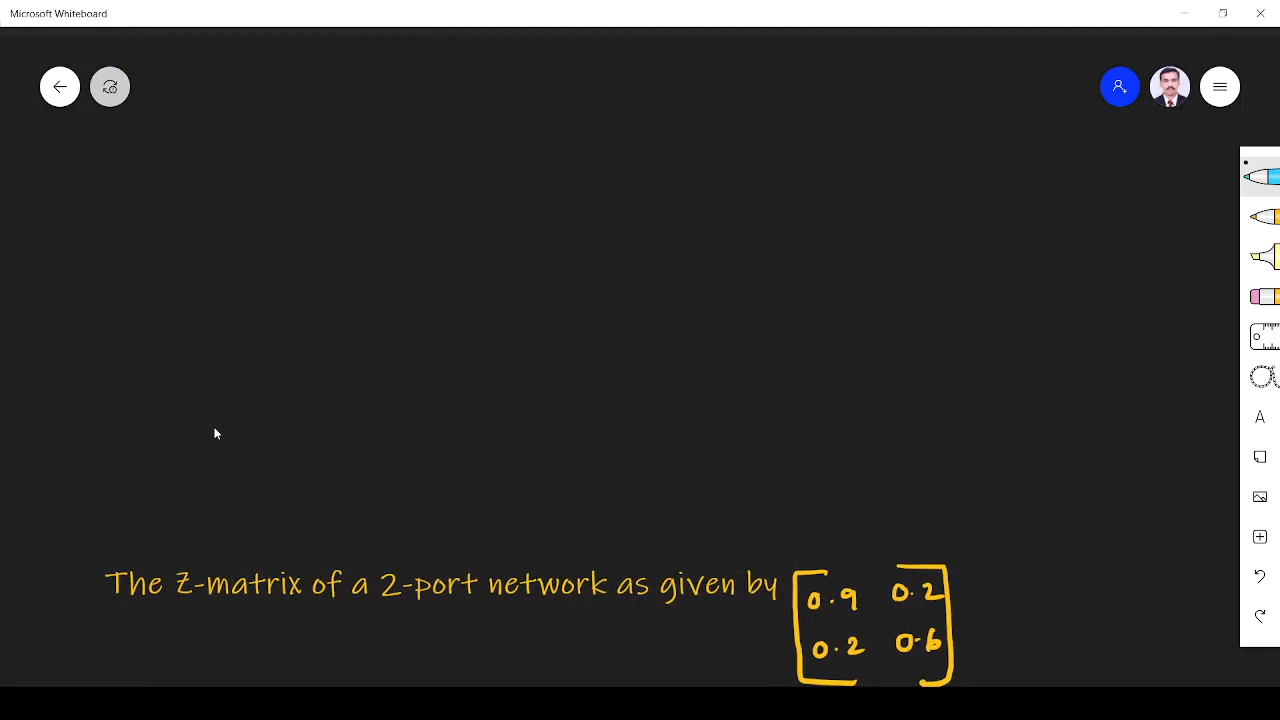 Microsoft Whiteboard
A
The Z-matrix of a 2-port network as given by
0.9 0.2
0.2 0.6